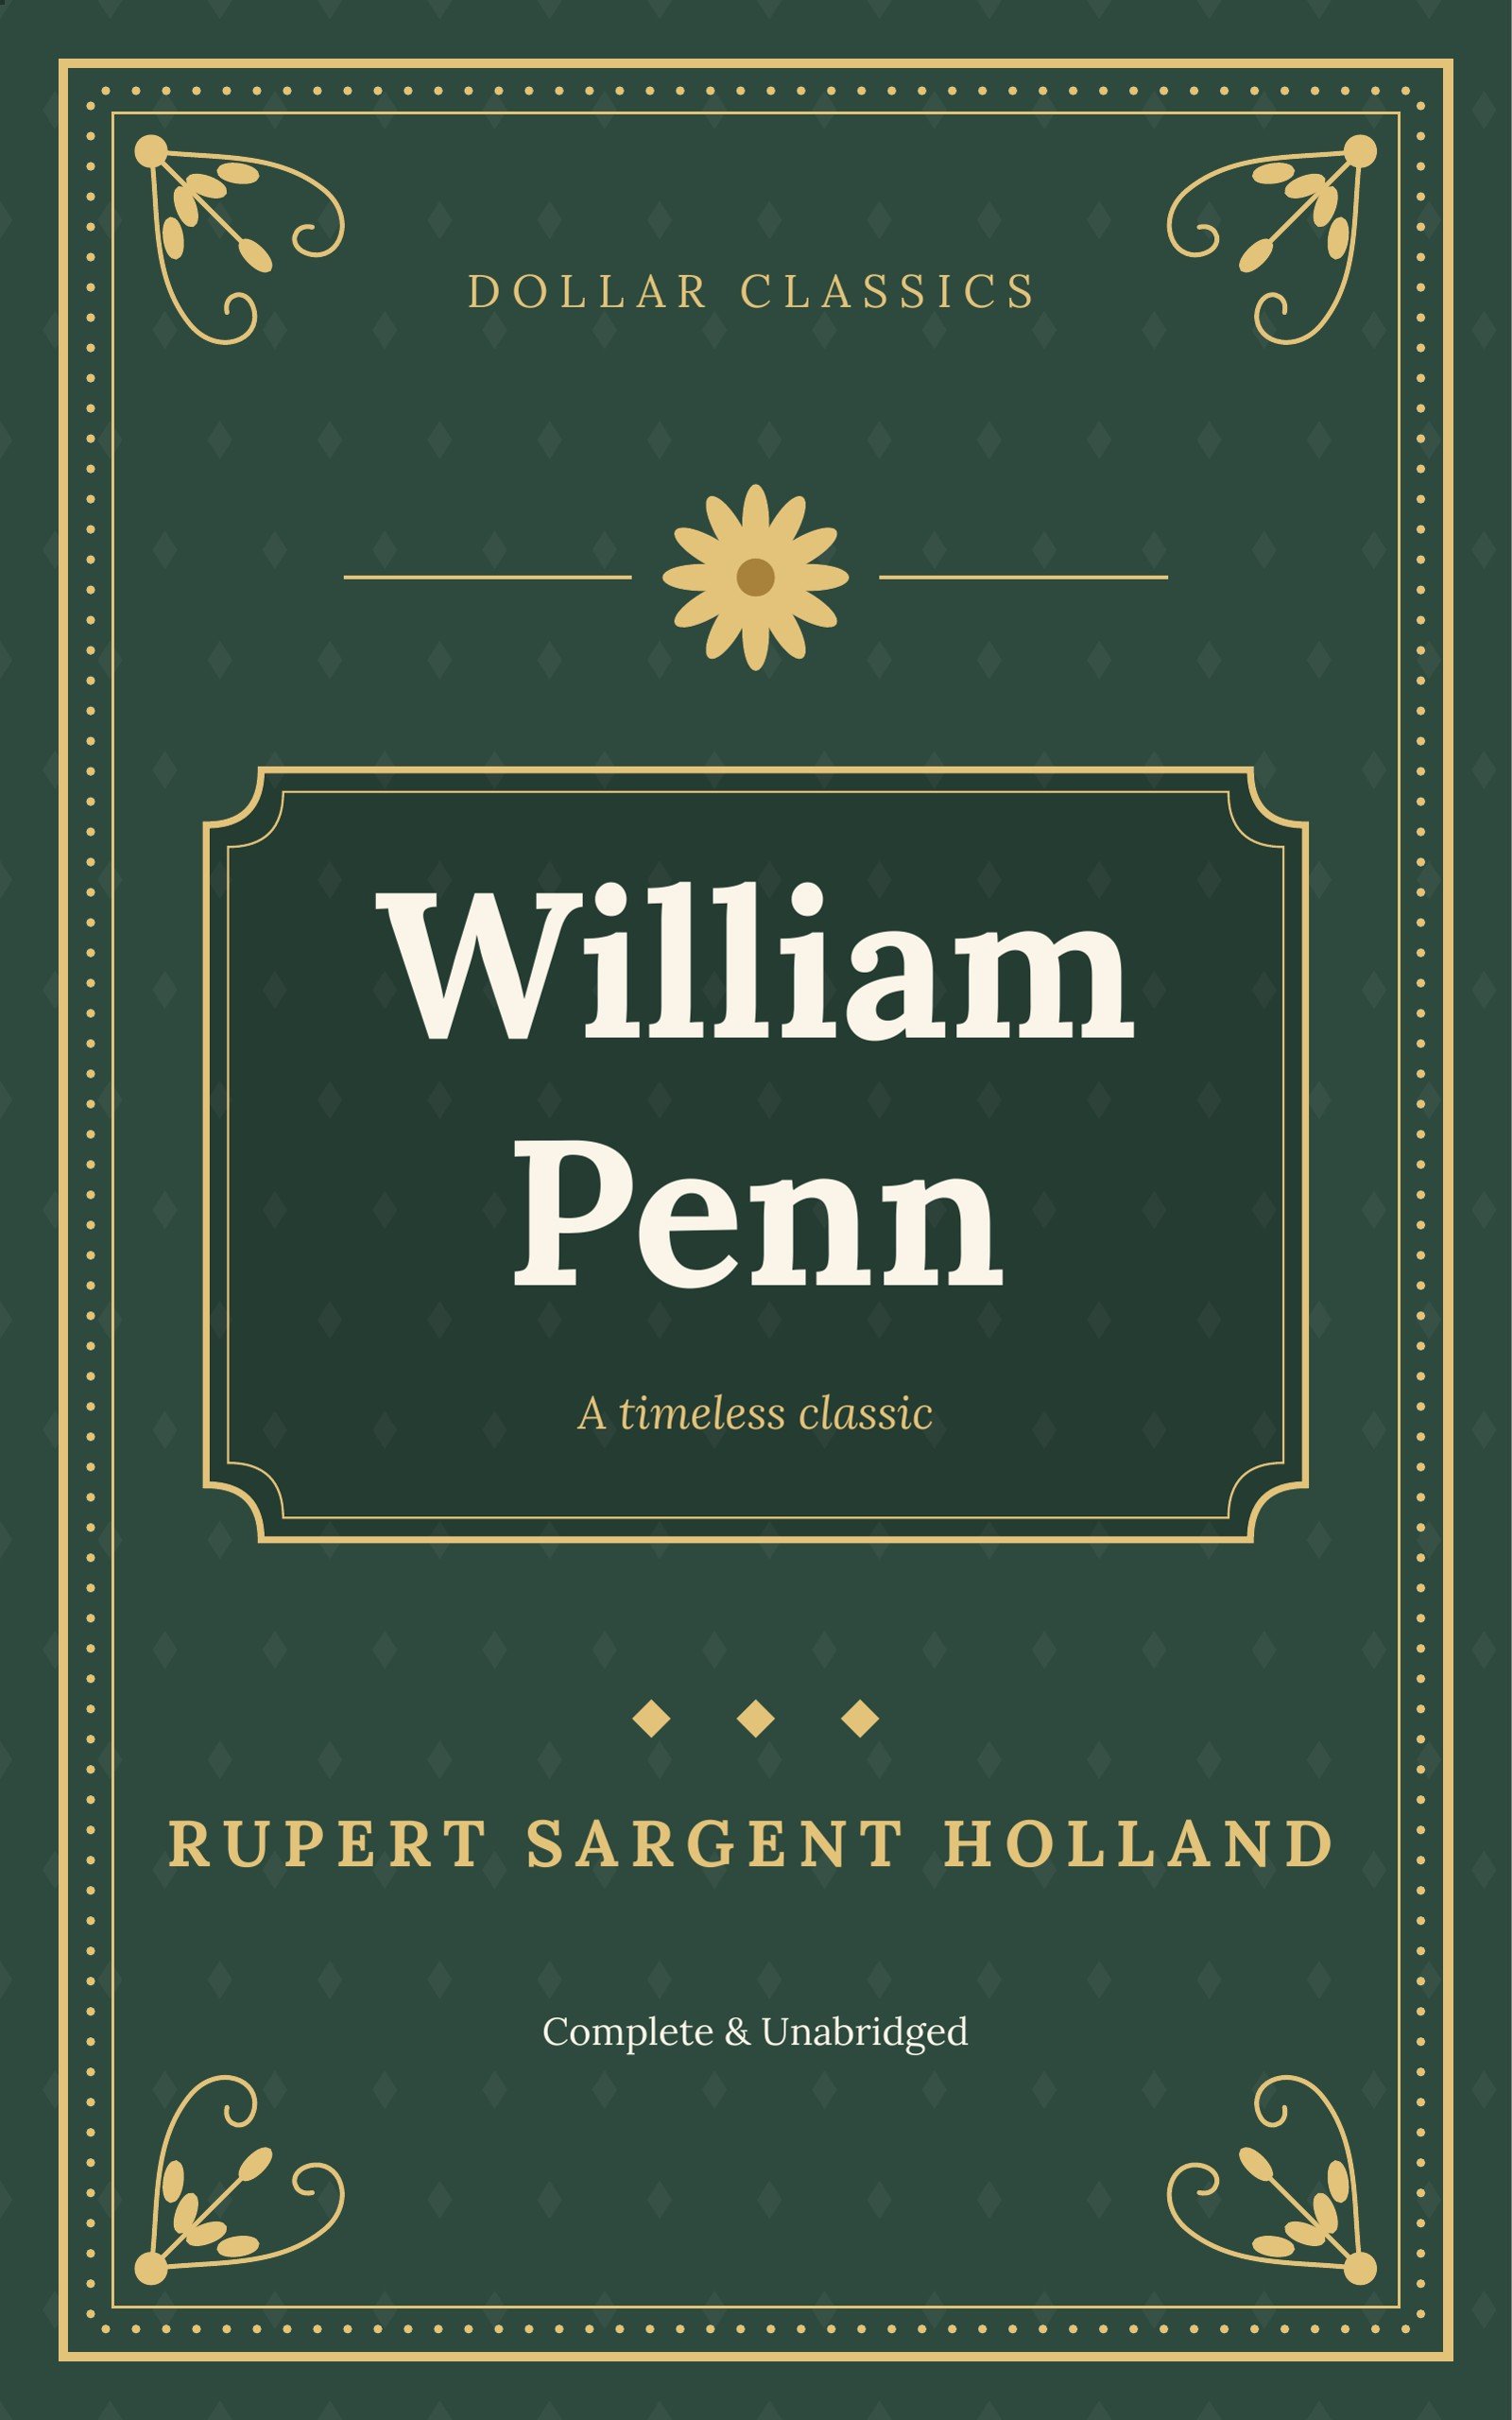 DOLLAR CLASSICS
William
Penn
A timeless classic
RUPERT SARGENT HOLLAND
Complete & Unabridged